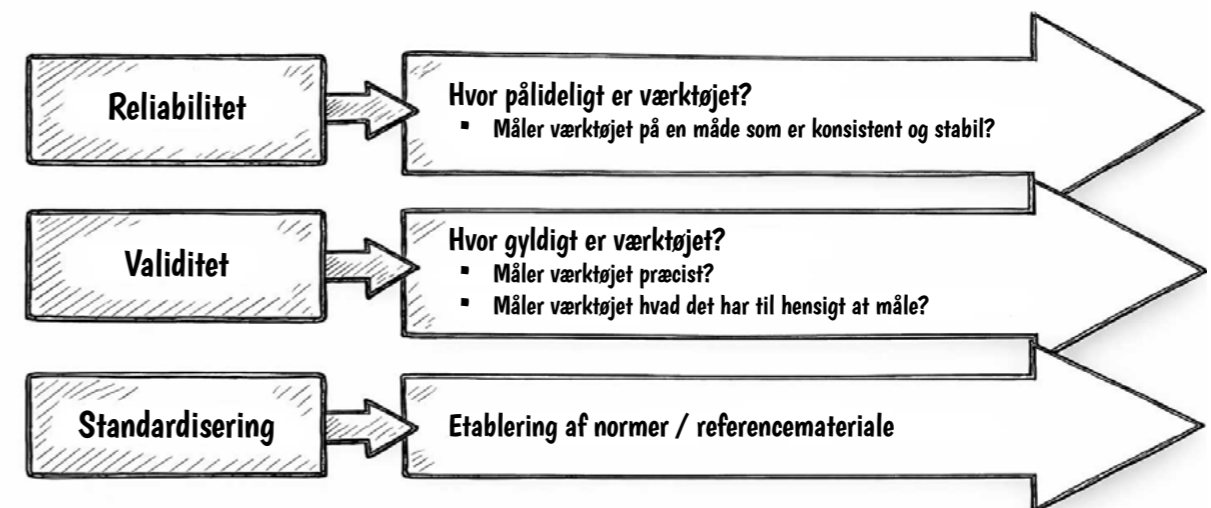 Reliabilitet
Hvor pålideligt er værktøjet?
▪ Måler værktøjet på en måde som er konsistent og stabil?
Validitet
Hvor gyldigt er værktøjet?
▪ Måler værktøjet præcist?
▪ Måler værktøjet hvad det har til hensigt at måle?
Standardisering
Etablering af normer / referencemateriale